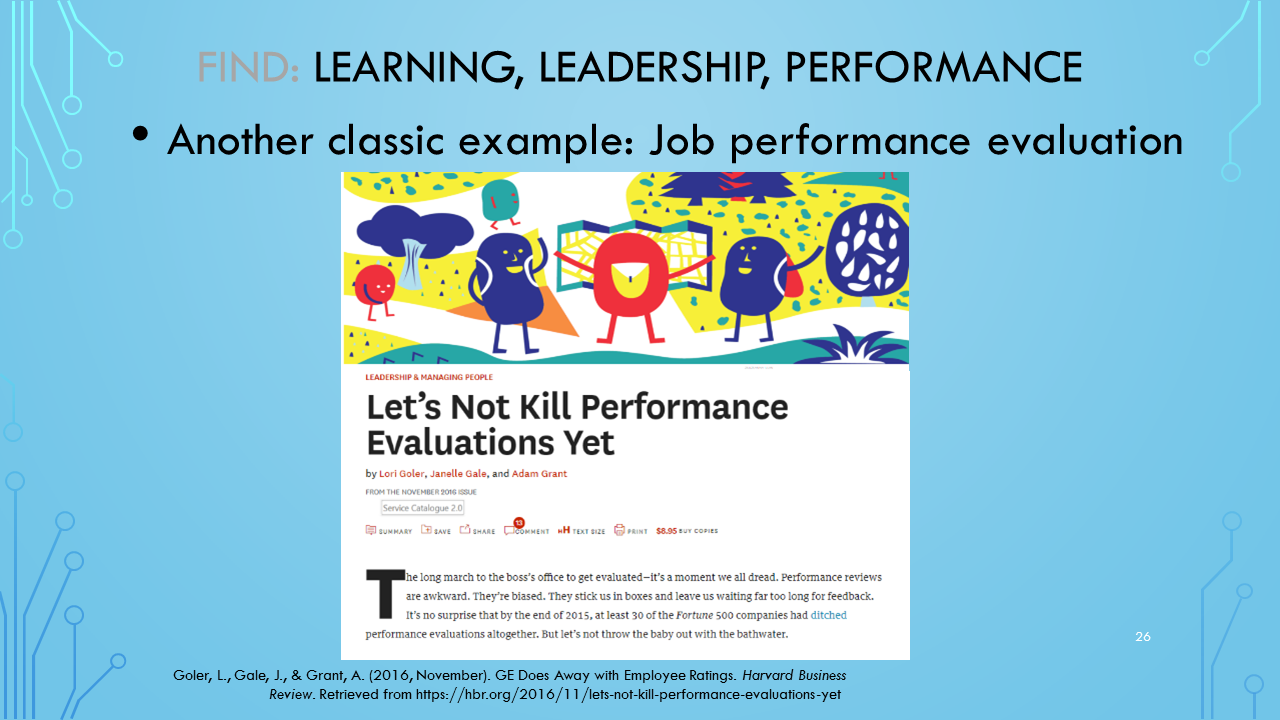 FIND: LEARNING, LEADERSHIP, PERFORMANCE
• Another classic example: Job performance evaluation
LEADERSHIP & MANAGING PEOPLE
Let's Not Kill Performance
Evaluations Yet
by Lori Goler, Janelle Gale, and Adam Grant
FROM THE NOVEMBER 2016 ISSUE
Service Catalogue 2.0
SUMMARY SAVE SHARE 13 COMMENT HH TEXT SIZE PRINT $8.95 BUY COPIES
The long march to the boss's office to get evaluated—it's a moment we all dread. Performance reviews
are awkward. They're biased. They stick us in boxes and leave us waiting far too long for feedback.
It's no surprise that by the end of 2015, at least 30 of the Fortune 500 companies had ditched
performance evaluations altogether. But let's not throw the baby out with the bathwater.
26
Goler, L., Gale, J., & Grant, A. (2016, November). GE Does Away with Employee Ratings. Harvard Business
Review. Retrieved from https://hbr.org/2016/11/lets-not-kill-performance-evaluations-yet